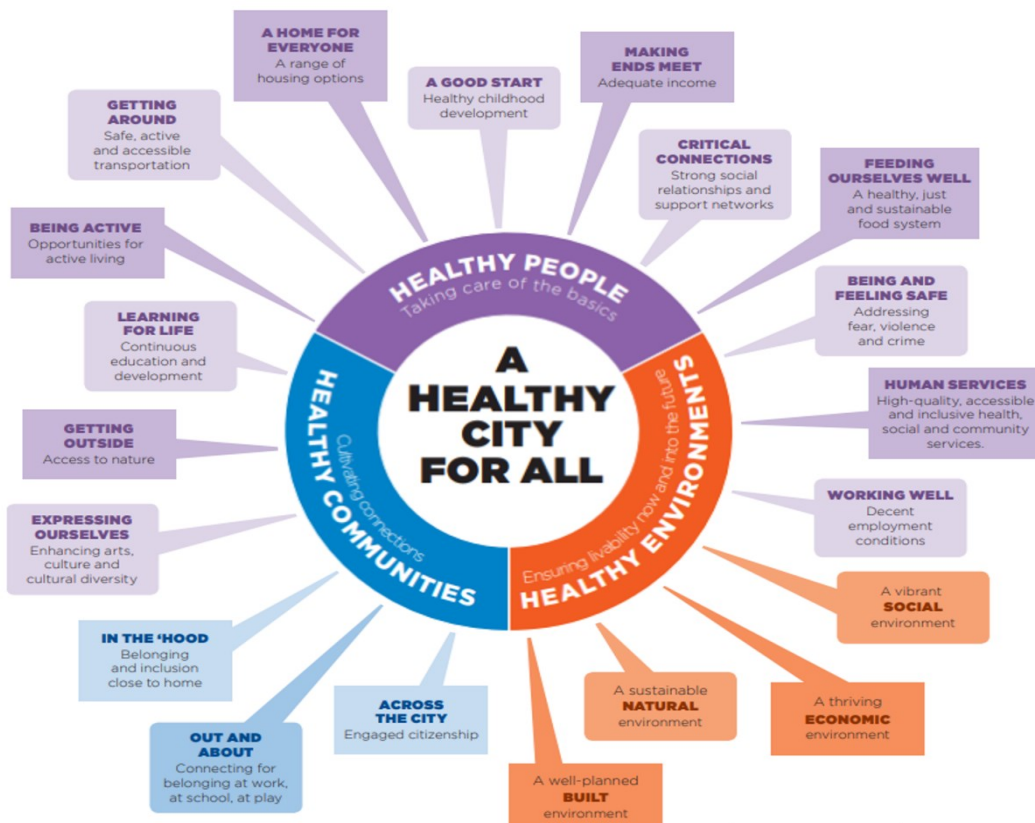 A HOME FOR
EVERYONE
A range of
housing options
A GOOD START
Healthy childhood
development
MAKING
ENDS MEET
Adequate income
GETTING
AROUND
Safe, active
and accessible
transportation
CRITICAL
CONNECTIONS
Strong social
relationships and
support networks
FEEDING
OURSELVES WELL
A healthy, just
and sustainable
food system
BEING ACTIVE
Opportunities for
active living
BEING AND
FEELING SAFE
Addressing
fear, violence
and crime
LEARNING
FOR LIFE
Continuous
education and
development
HUMAN SERVICES
High-quality, accessible
and inclusive health,
social and community
services.
GETTING
OUTSIDE
Access to nature
WORKING WELL
Decent
employment
conditions
EXPRESSING
OURSELVES
Enhancing arts,
culture and
cultural diversity
HEALTHY PEOPLE
Taking care of the basics
A
HEALTHY
CITY
FOR ALL
HEALTHY COMMUNITIES
Cultivating connections
Ensuring livability now and into the future
HEALTHY ENVIRONMENTS
A vibrant
SOCIAL
environment
IN THE ‘HOOD
Belonging
and inclusion
close to home
A sustainable
NATURAL
environment
A thriving
ECONOMIC
environment
ACROSS
THE CITY
Engaged citizenship
OUT AND
ABOUT
Connecting for
belonging at work,
at school, at play
A well-planned
BUILT
environment